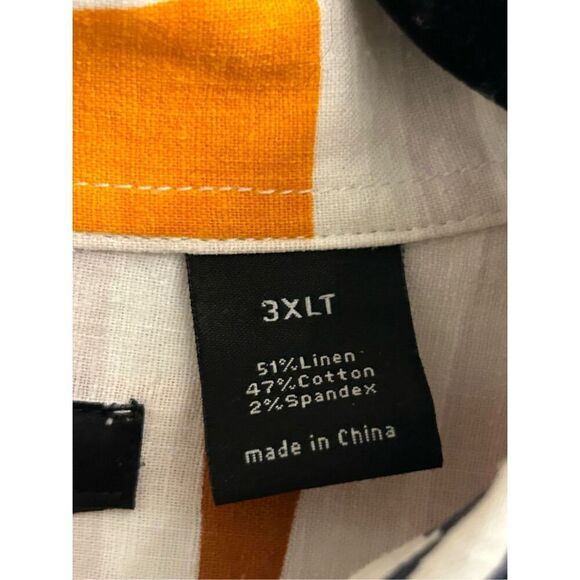 3XLT
51%Linen
47%Cotton
2%Spandex
made in China